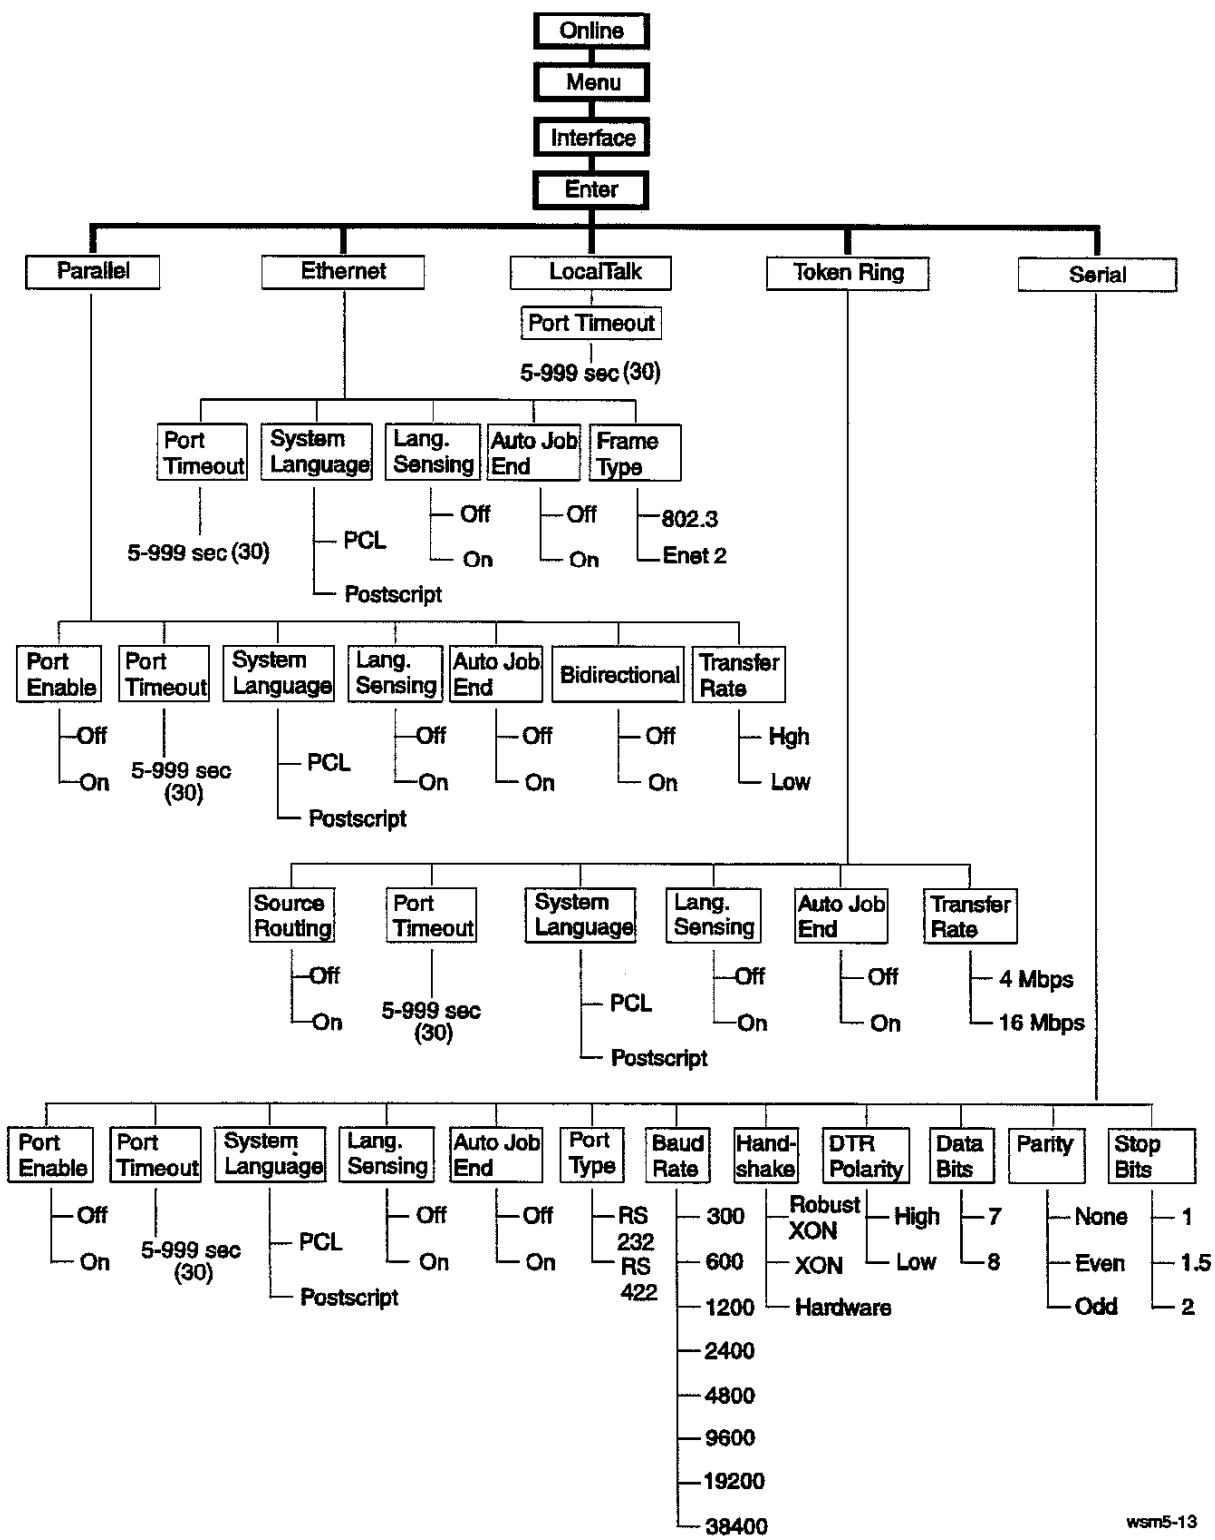 Online
Menu
Interface
Enter
Parallel
Ethernet
LocalTalk
Token Ring
Serial
Port Timeout
5-999 sec (30)
Port
Timeout
System
Language
Lang.
Sensing
Auto Job
End
Frame
Type
5-999 sec (30)
PCL
Postscript
Off
On
Off
On
802.3
Enet 2
Port
Enable
Port
Timeout
System
Language
Lang.
Sensing
Auto Job
End
Bidirectional
Transfer
Rate
Off
On
5-999 sec
(30)
PCL
Postscript
Off
On
Off
On
Off
On
Hgh
Low
Source
Routing
Port
Timeout
System
Language
Lang.
Sensing
Auto Job
End
Transfer
Rate
Off
On
5-999 sec
(30)
PCL
Postscript
Off
On
Off
On
4 Mbps
16 Mbps
Port
Enable
Port
Timeout
System
Language
Lang.
Sensing
Auto Job
End
Port
Type
Baud
Rate
Hand-
shake
DTR
Polarity
Data
Bits
Parity
Stop
Bits
Off
On
5-999 sec
(30)
PCL
Postscript
Off
On
Off
On
RS
232
RS
422
300
600
1200
2400
4800
9600
19200
38400
Robust
XON
XON
Hardware
High
Low
7
8
None
Even
Odd
1
1.5
2
wsm5-13